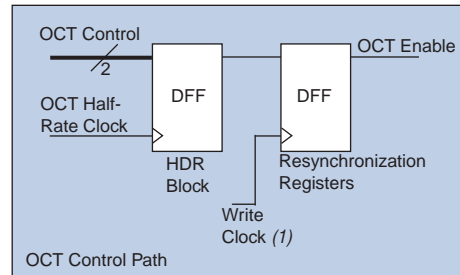 OCT Control
2
OCT Enable
DFF
DFF
OCT Half-
Rate Clock
HDR
Block
Resynchronization
Registers
Write
Clock (1)
OCT Control Path